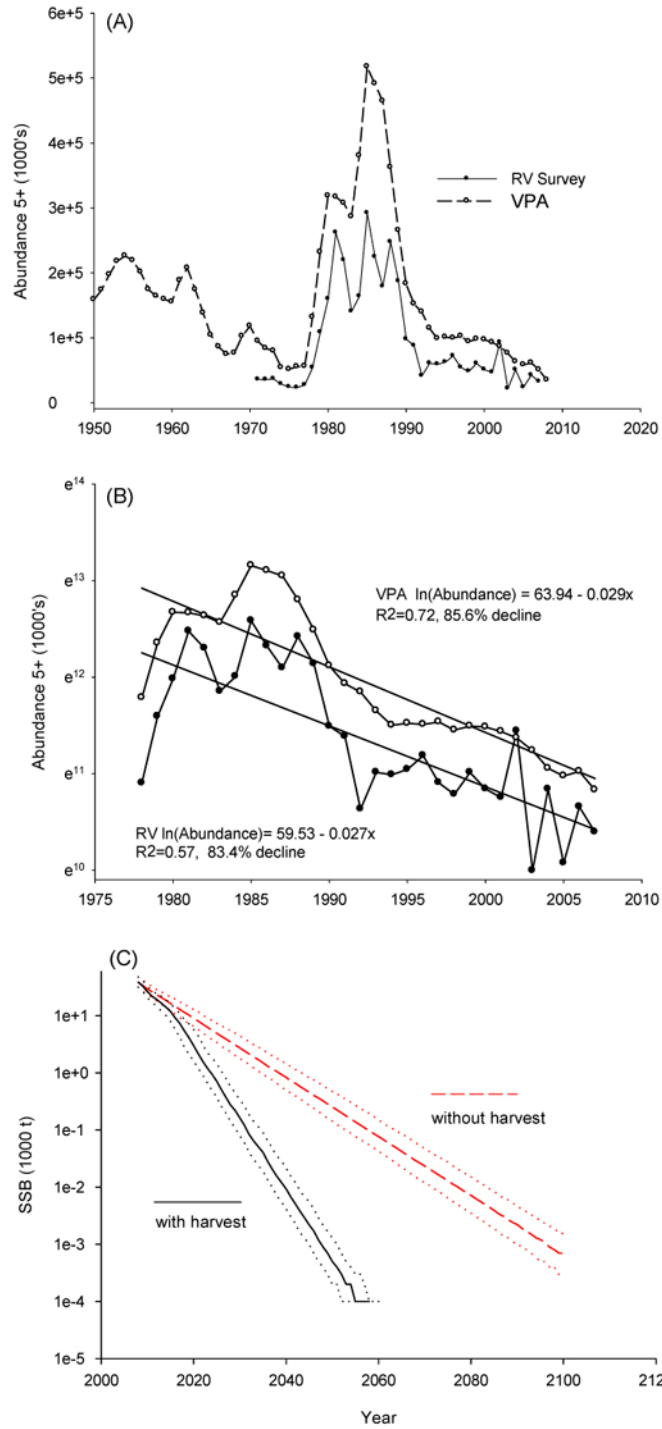 (A)
6e+5
5e+5
4e+5
3e+5
2e+5
1e+5
0
Abundance 5+ (1000's)
RV Survey
VPA
1950 1960 1970 1980 1990 2000 2010 2020
(B)
e14
e13
e12
e11
e10
Abundance 5+ (1000's)
VPA ln(Abundance) = 63.94 - 0.029x
R2=0.72, 85.6% decline
RV ln(Abundance)= 59.53 - 0.027x
R2=0.57, 83.4% decline
1975 1980 1985 1990 1995 2000 2005 2010
(C)
1e+1
1e+0
1e-1
1e-2
1e-3
1e-4
1e-5
SSB (1000 t)
without harvest
with harvest
2000 2020 2040 2060 2080 2100 212
Year